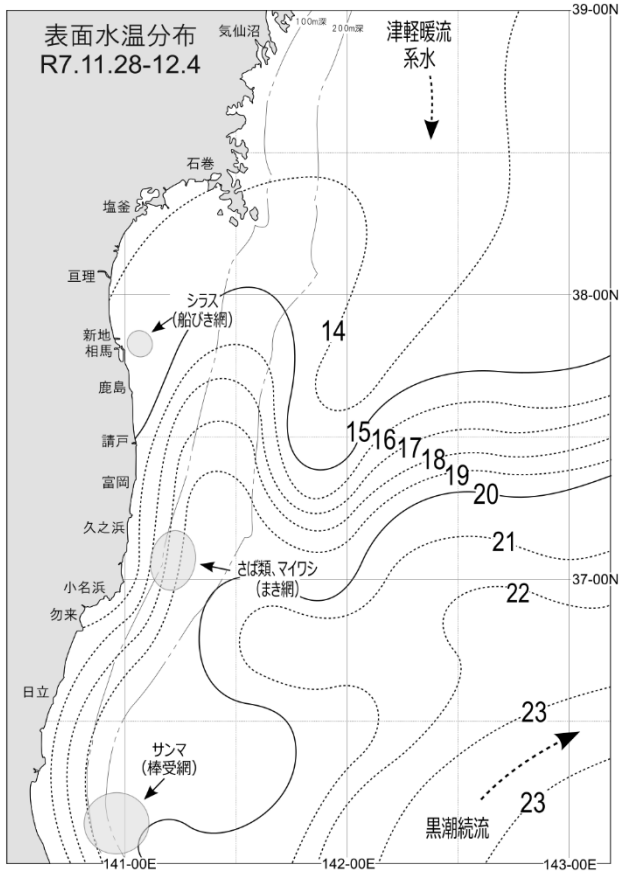 表面水温分布
R7.11.28-12.4
気仙沼
100m深
200m深
津軽暖流
系水
39-00N
石巻
塩釜
亘理
38-00N
シラス
(船びき網)
新地
相馬
14
鹿島
請戸
15
16
17
18
19
20
富岡
久之浜
21
さば類、マイワシ
(まき網)
37-00N
小名浜
22
勿来
日立
23
サンマ
(棒受網)
23
黒潮続流
141-00E
142-00E
143-00E